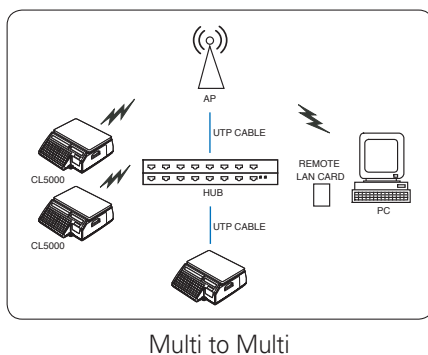 AP
UTP CABLE
CL5000
REMOTE
LAN CARD
HUB
PC
CL5000
UTP CABLE
Multi to Multi